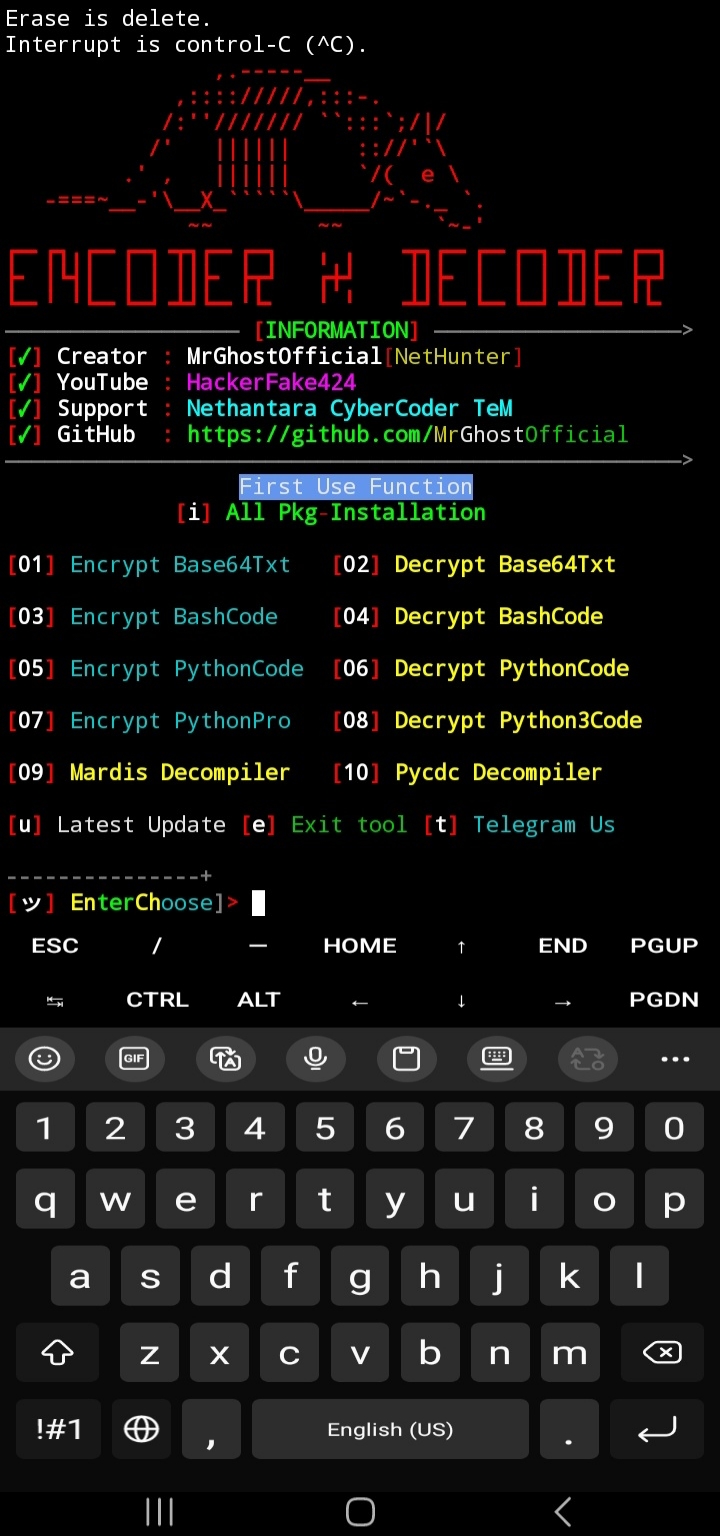 Erase is delete.
Interrupt is control-C (^C).
ENCODER X DECODER
[INFORMATION]
[✓] Creator : MrGhostOfficial[NetHunter]
[✓] YouTube : HackerFake424
[✓] Support : Nethantara CyberCoder TeM
[✓] GitHub : https://github.com/MrGhostOfficial
First Use Function
[i] All Pkg-Installation
[01] Encrypt Base64Txt [02] Decrypt Base64Txt
[03] Encrypt BashCode [04] Decrypt BashCode
[05] Encrypt PythonCode [06] Decrypt PythonCode
[07] Encrypt PythonPro [08] Decrypt Python3Code
[09] Mardis Decompiler [10] Pycdc Decompiler
[u] Latest Update [e] Exit tool [t] Telegram Us
---------------+
[ツ] EnterChoose]>
ESC / — HOME ↑ END PGUP
↹ CTRL ALT ← ↓ → PGDN
GIF
1 2 3 4 5 6 7 8 9 0
q w e r t y u i o p
a s d f g h j k l
z x c v b n m
!#1 , English (US) .